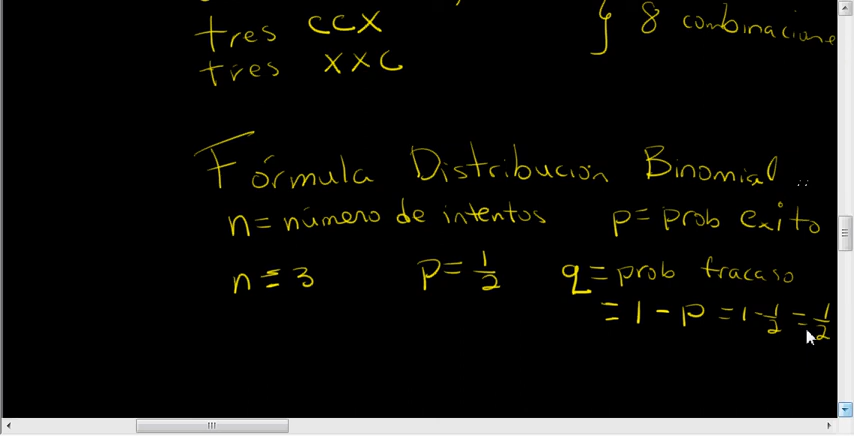 tres CCX } 8 combinacione
tres XXC
Fórmula Distribución Binomial
n = número de intentos p = prob exito
n = 3 p = 1/2 q = prob fracaso
= 1 - p = 1 - 1/2 = 1/2